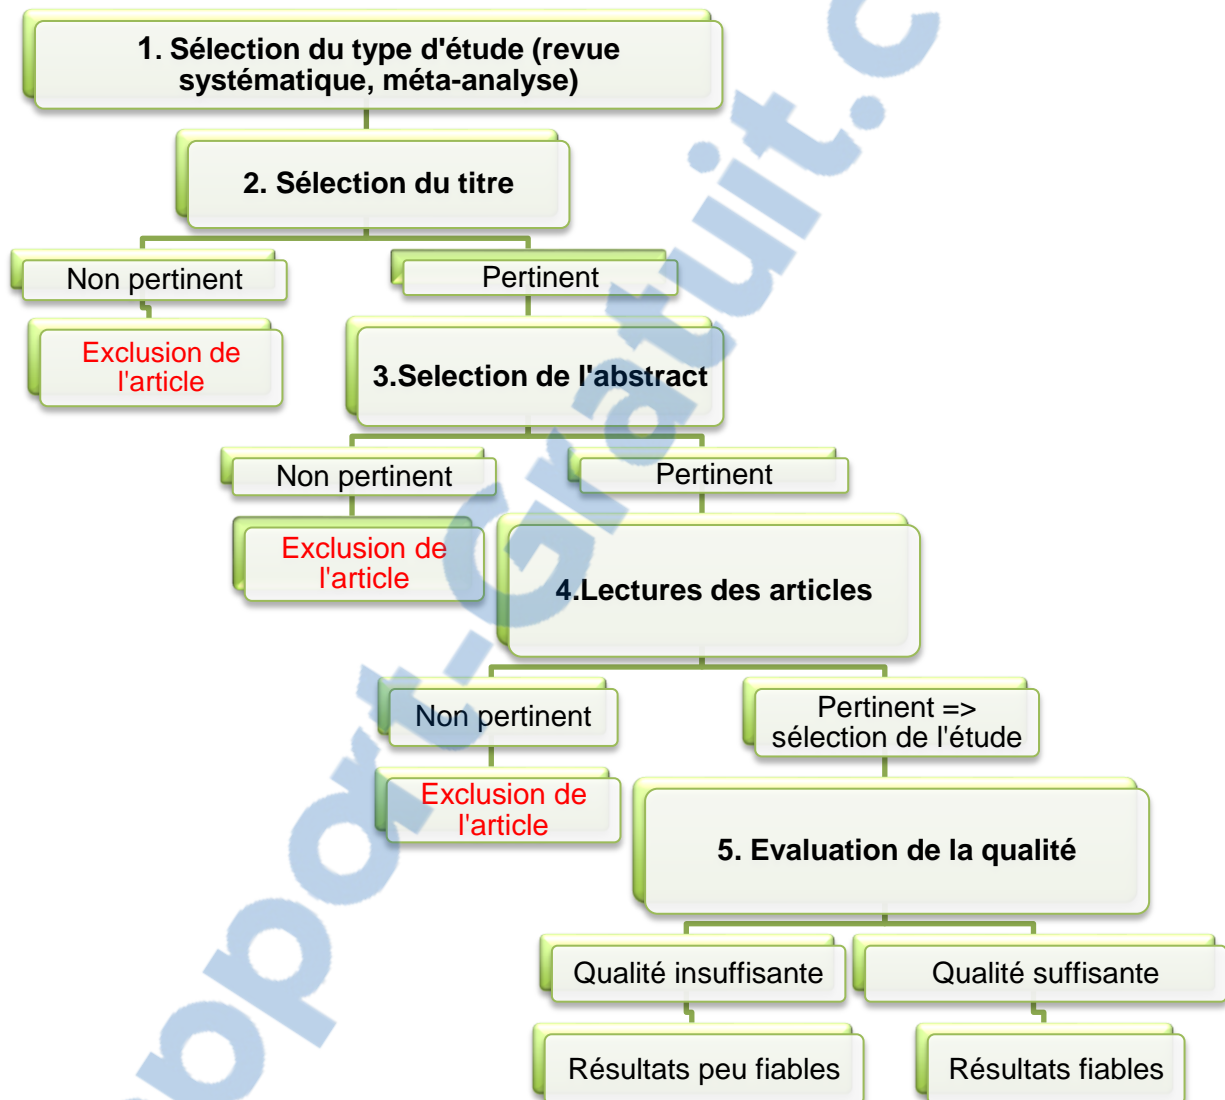 1. Sélection du type d'étude (revue
systématique, méta-analyse)
2. Sélection du titre
Non pertinent
Pertinent
Exclusion de
l'article
3.Selection de l'abstract
Non pertinent
Pertinent
Exclusion de
l'article
4.Lectures des articles
Non pertinent
Pertinent =>
sélection de l'étude
Exclusion de
l'article
5. Evaluation de la qualité
Qualité insuffisante
Qualité suffisante
Résultats peu fiables
Résultats fiables
pport-Gratuit.c